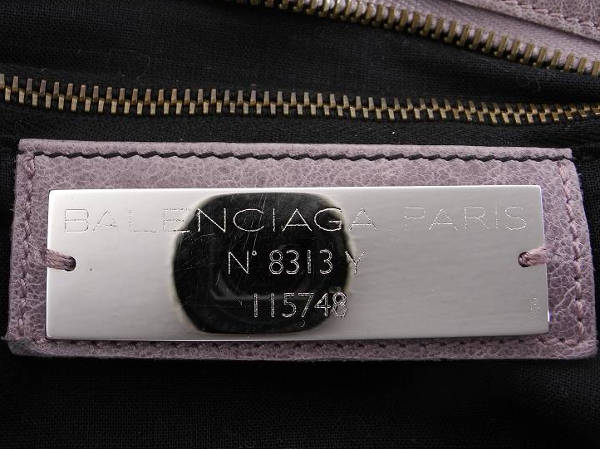 BALENCIAGA PARIS
N° 8313 Y
115748